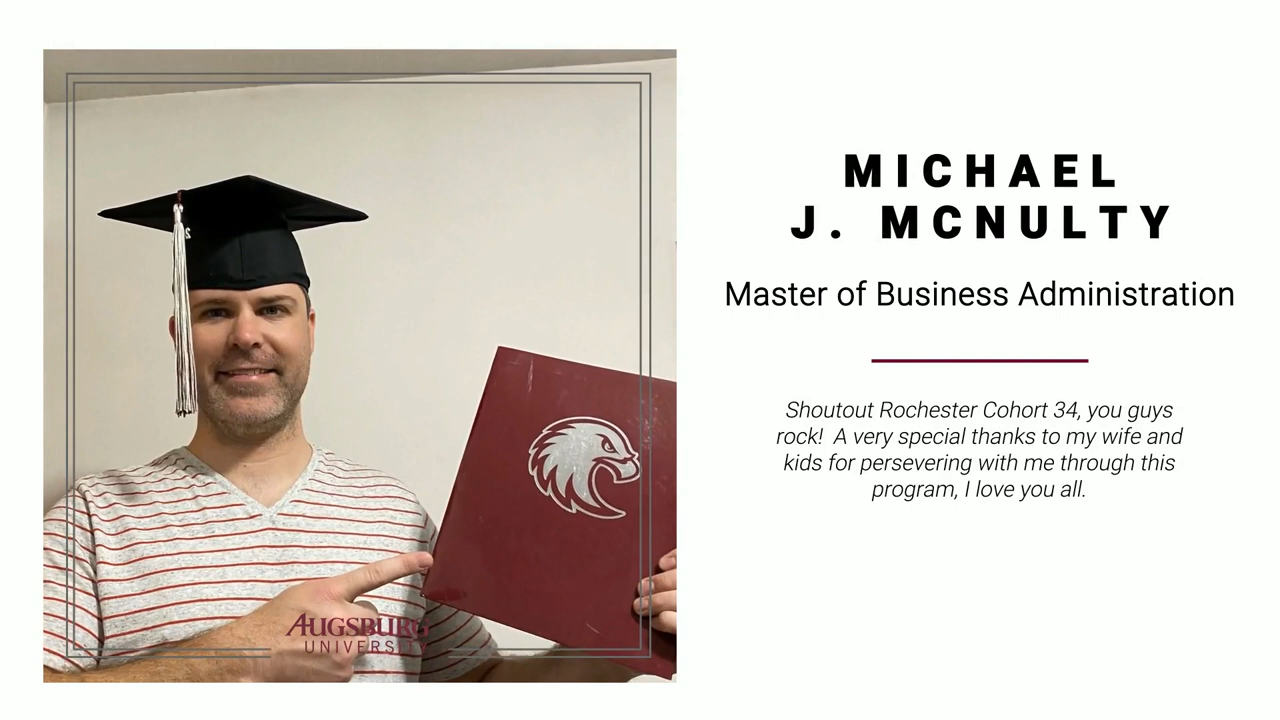 MICHAEL
J. MCNULTY
Master of Business Administration
Shoutout Rochester Cohort 34, you guys
rock!  A very special thanks to my wife and
kids for persevering with me through this
program, I love you all.
AUGSBURG
UNIVERSITY